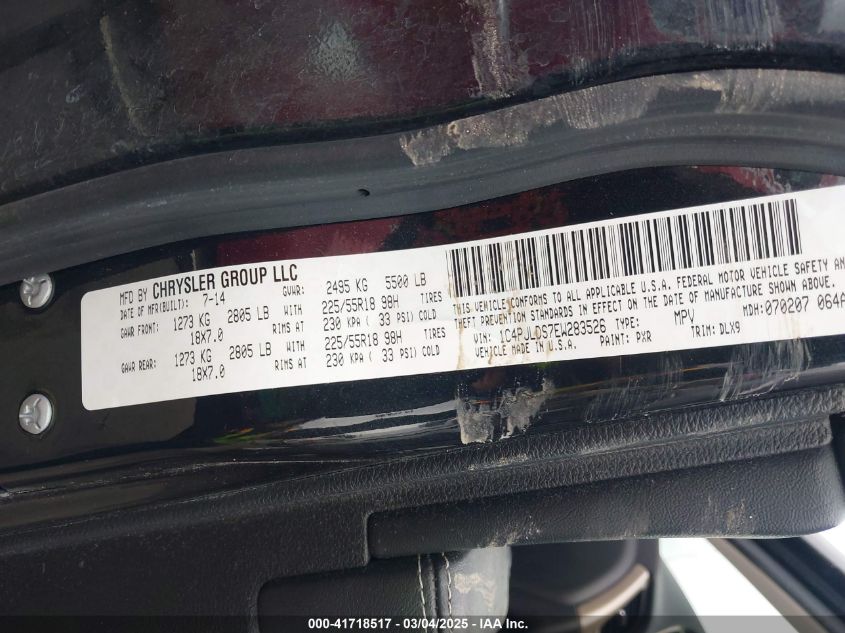 MFD BY CHRYSLER GROUP LLC
DATE OF MFR(BUILT): 7-14 GVWR: 2495 KG 5500 LB
GAWR FRONT: 1273 KG 2805 LB WITH 225/55R18 98H TIRES
18X7.0 RIMS AT 230 KPA ( 33 PSI) COLD
GAWR REAR: 1273 KG 2805 LB WITH 225/55R18 98H TIRES
18X7.0 RIMS AT 230 KPA ( 33 PSI) COLD
THIS VEHICLE CONFORMS TO ALL APPLICABLE U.S.A. FEDERAL MOTOR VEHICLE SAFETY AN
THEFT PREVENTION STANDARDS IN EFFECT ON THE DATE OF MANUFACTURE SHOWN ABOVE.
VIN: 1C4PJLDS7EW283526 TYPE: MPV MDH: 070207 064A
VEHICLE MADE IN U.S.A. PAINT: PXR TRIM: DLX9
000-41718517 - 03/04/2025 - IAA Inc.